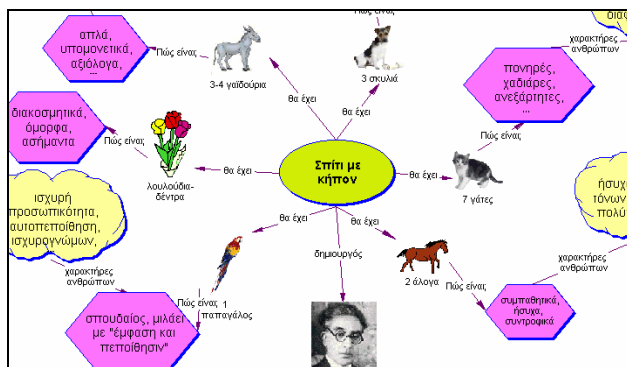 απλά,
υπομονετικά,
αξιόλογα,
...
Πώς είναι;
3-4 γαϊδούρια
3 σκυλιά
Πώς είναι;
χαρακτήρες
ανθρώπων
πονηρές,
χαδιάρες,
ανεξάρτητες,
...
θα έχει
θα έχει
διακοσμητικά,
όμορφα,
ασήμαντα
Πώς είναι;
λουλούδια-
δέντρα
θα έχει
Σπίτι με
κήπον
θα έχει
7 γάτες
Πώς είναι;
ισχυρή
προσωπικότητα,
αυτοπεποίθηση,
ισχυρογνώμων,
χαρακτήρες
ανθρώπων
θα έχει
θα έχει
δημιουργός
2 άλογα
Πώς είναι;
χαρακτήρες
ανθρώπων
πολύ
Πώς είναι;
1
παπαγάλος
σπουδαίος, μιλάει
με "έμφαση και
πεποίθησιν"
συμπαθητικά,
ήσυχα,
συντροφικά